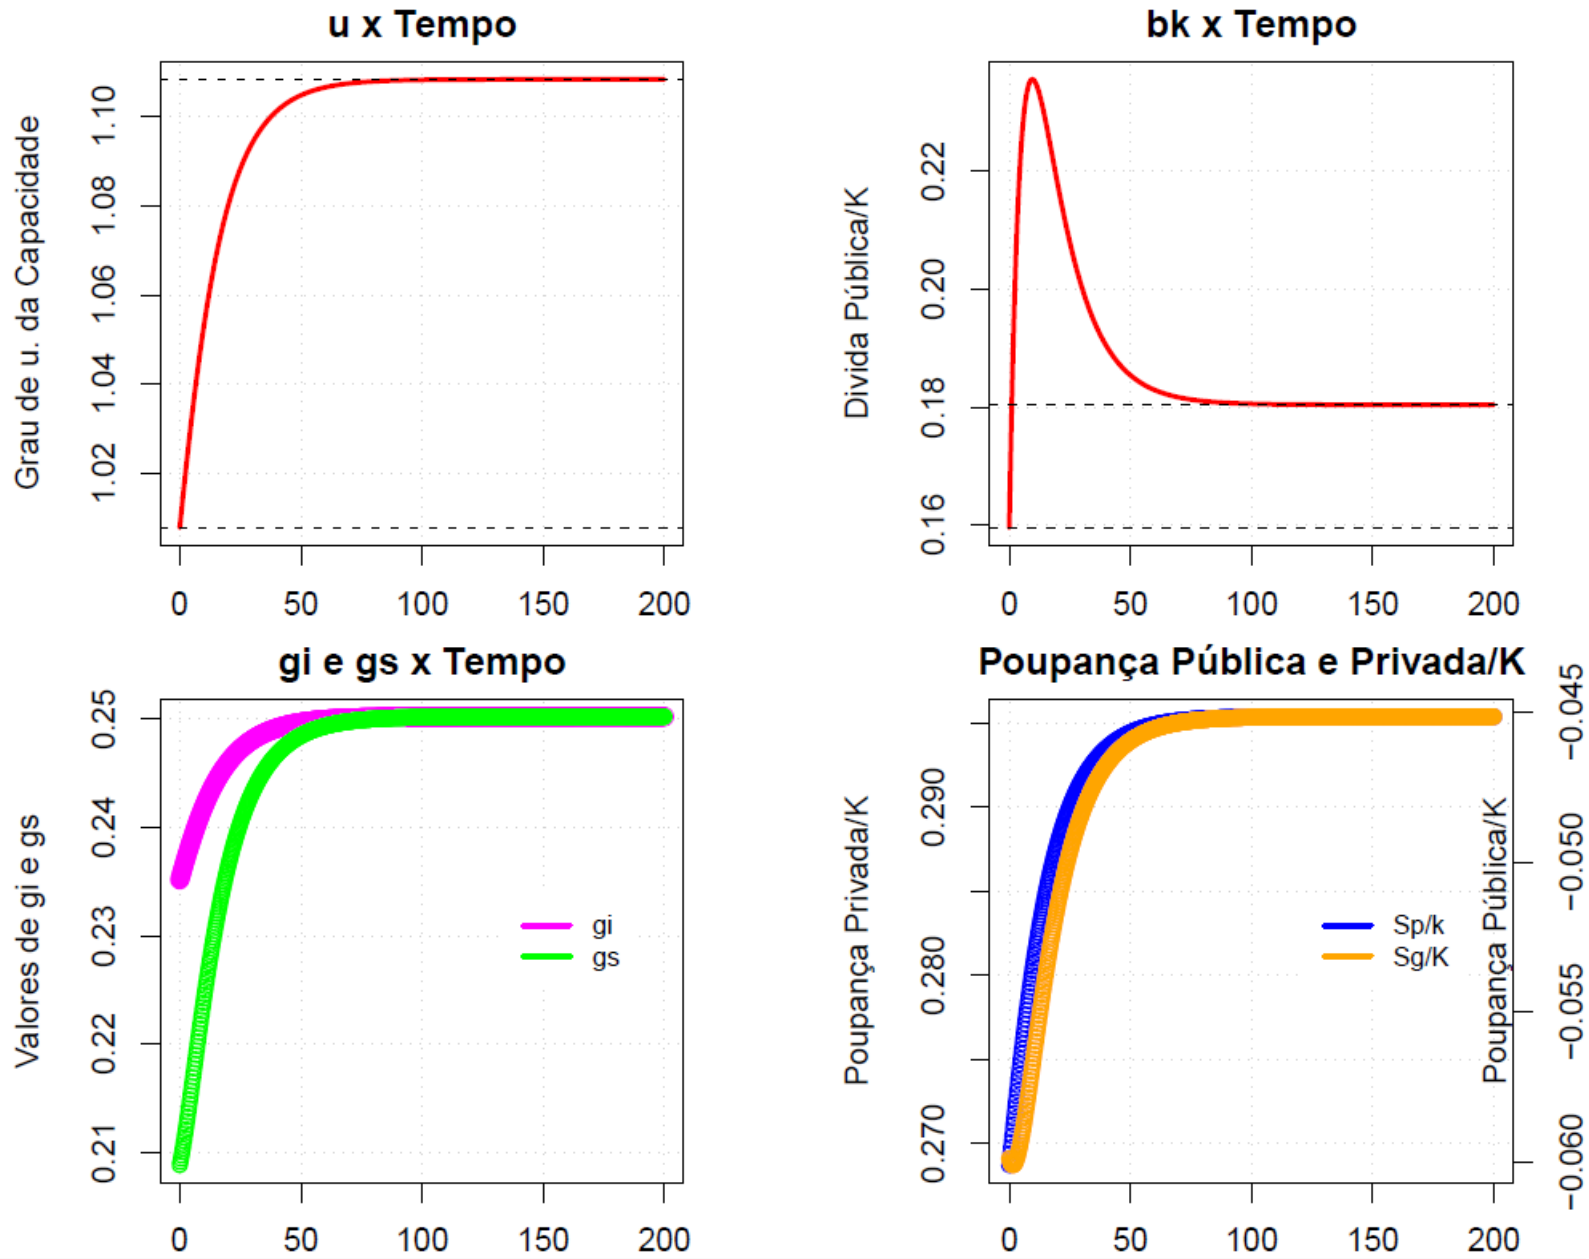 u x Tempo
Grau de u. da Capacidade
1.02 1.04 1.06 1.08 1.10
0 50 100 150 200
bk x Tempo
Divida Pública/K
0.16 0.18 0.20 0.22
0 50 100 150 200
gi e gs x Tempo
Valores de gi e gs
0.21 0.22 0.23 0.24 0.25
gi
gs
0 50 100 150 200
Poupança Pública e Privada/K
Poupança Privada/K
0.270 0.280 0.290
Sp/k
Sg/K
Poupança Pública/K
−0.060 −0.055 −0.050 −0.045
0 50 100 150 200